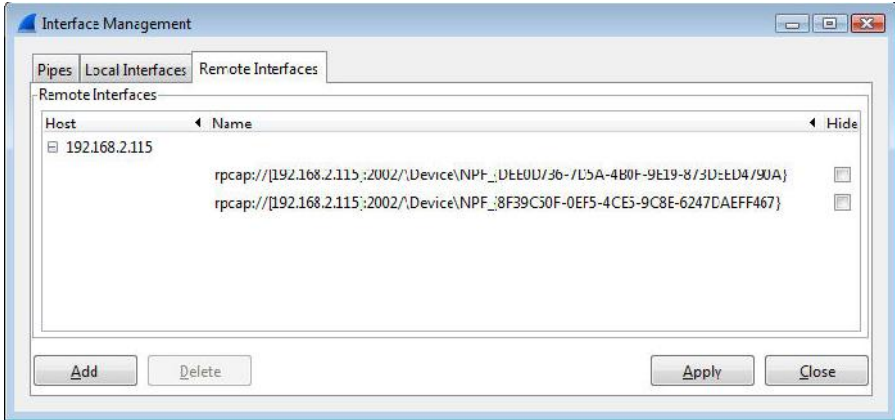 Interface Management
Pipes Local Interfaces Remote Interfaces
Remote Interfaces
Host Name Hide
192.168.2.115
rpcap://[192.168.2.115]:2002/\Device\NPF_{DEE0D736-7D5A-4B0F-9E19-873DEED4790A}
rpcap://[192.168.2.115]:2002/\Device\NPF_{8F39C50F-0EF5-4CE5-9C8E-6247DAEFF467}
Add Delete Apply Close